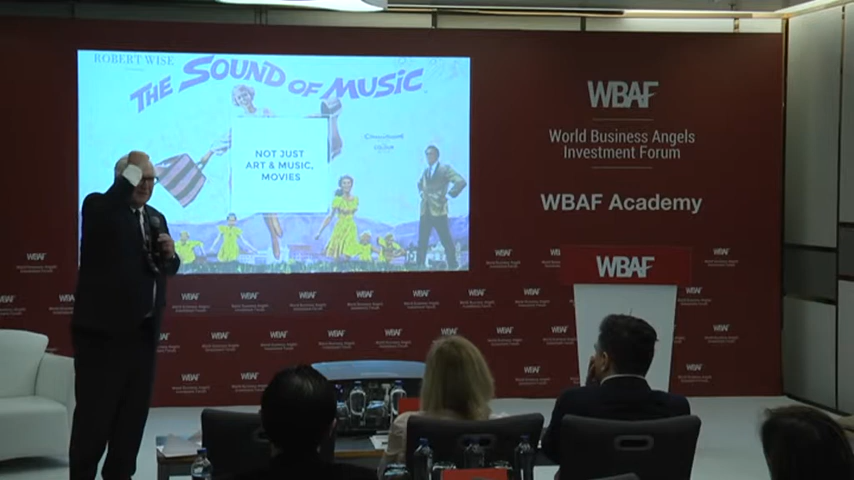 ROBERT WISE
THE SOUND OF MUSIC
NOT JUST
ART & MUSIC,
MOVIES
WBAF
World Business Angels
Investment Forum
WBAF Academy
WBAF